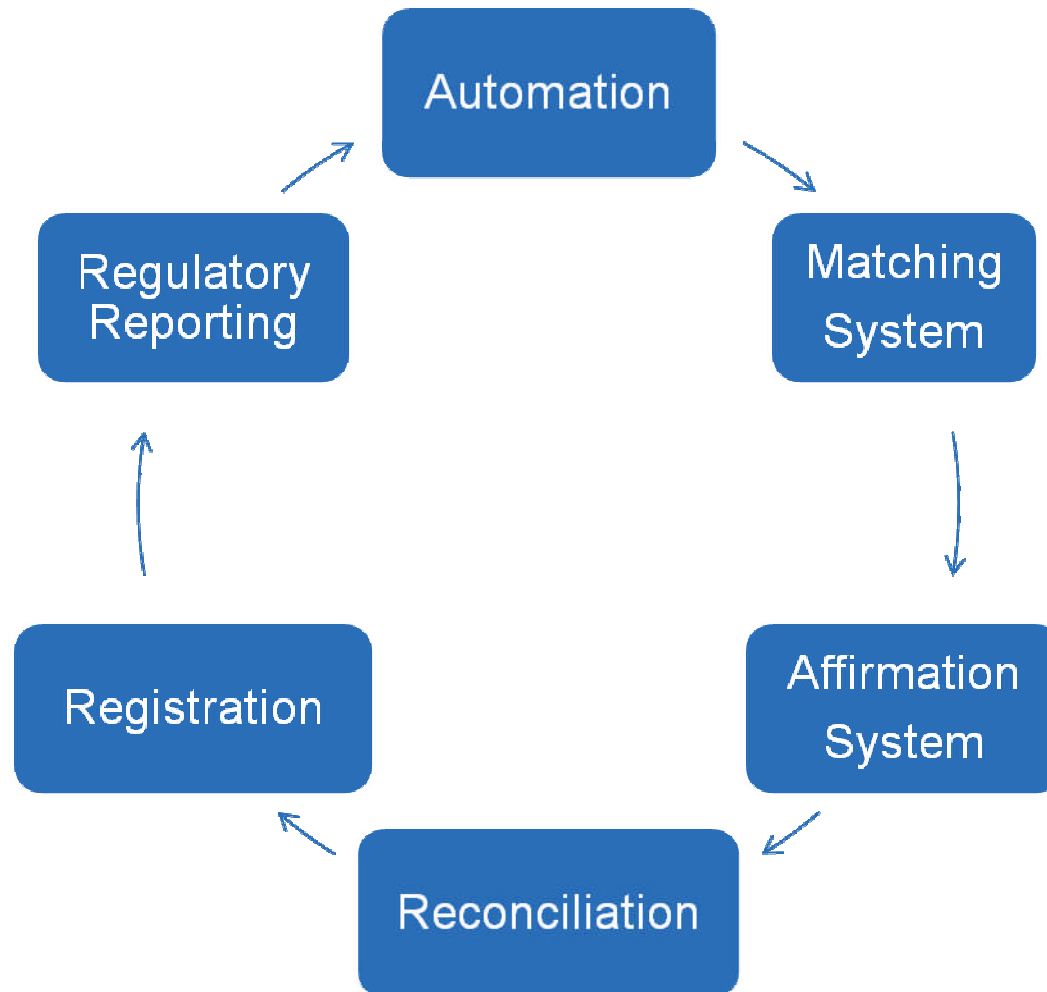 Automation
Matching
System
Affirmation
System
Reconciliation
Registration
Regulatory
Reporting